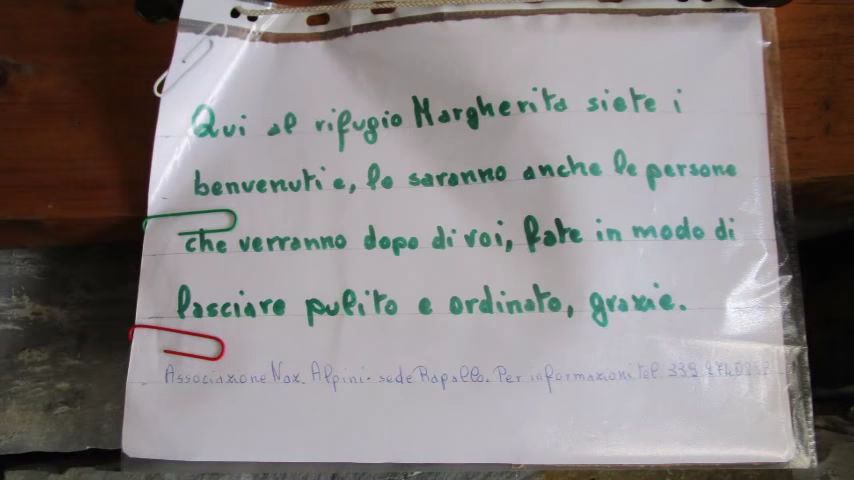 Qui al rifugio Margherita siete i
benvenuti e, lo saranno anche le persone
che verranno dopo di voi, fate in modo di
lasciare pulito e ordinato, grazie.
Associazione Naz. Alpini - sede Rapallo. Per informazioni tel. 339